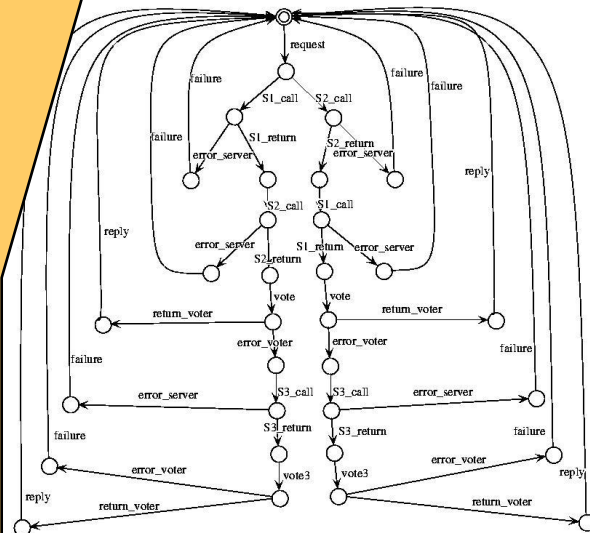 request
failure
failure
failure
S1_call
S2_call
failure
S1_return
S2_return
error_server
error_server
reply
S2_call
S1_call
reply
error_server
S2_return
S1_return
error_server
vote
vote
return_voter
return_voter
error_voter
error_voter
failure
failure
error_server
S3_call
S3_call
error_server
failure
S3_return
S3_return
failure
error_voter
vote3
vote3
error_voter
reply
reply
return_voter
return_voter